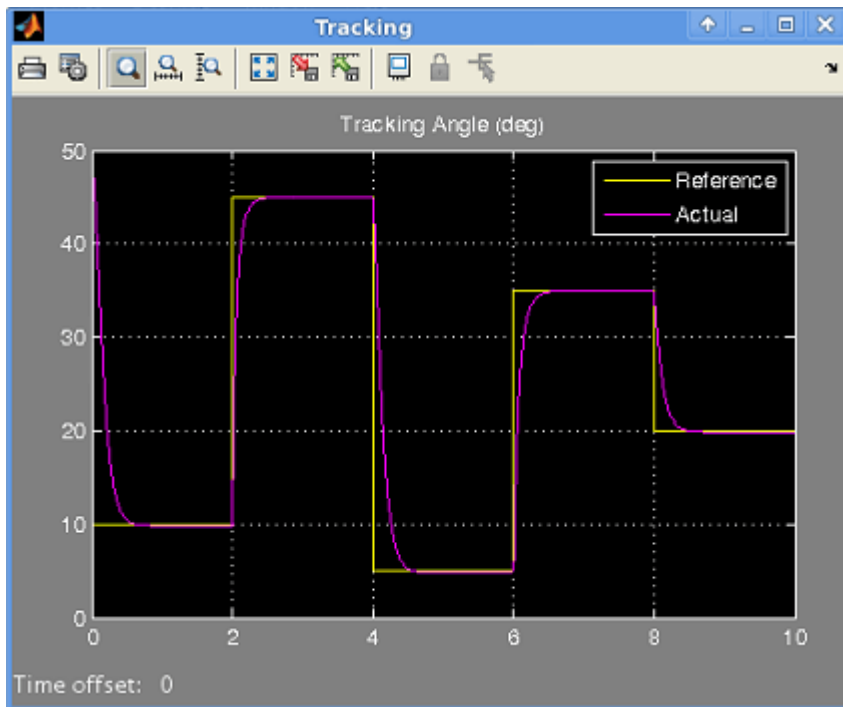 Tracking
Tracking Angle (deg)
50
40
30
20
10
0
Reference
Actual
0 2 4 6 8 10
Time offset: 0